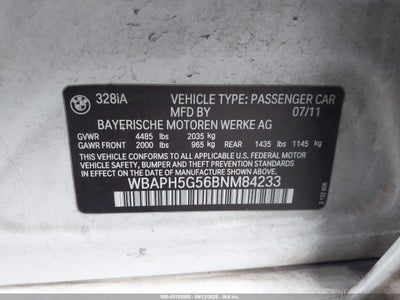 328iA VEHICLE TYPE: PASSENGER CAR
MFD BY 07/11
BAYERISCHE MOTOREN WERKE AG
GVWR 4485 lbs 2035 kg
GAWR FRONT 2000 lbs 965 kg REAR 1435 lbs 1145 kg
THIS VEHICLE CONFORMS TO ALL APPLICABLE U.S. FEDERAL MOTOR
VEHICLE SAFETY, BUMPER, AND THEFT PREVENTION STANDARDS IN
EFFECT ON THE DATE OF MANUFACTURE SHOWN ABOVE.
WBAPH5G56BNM84233